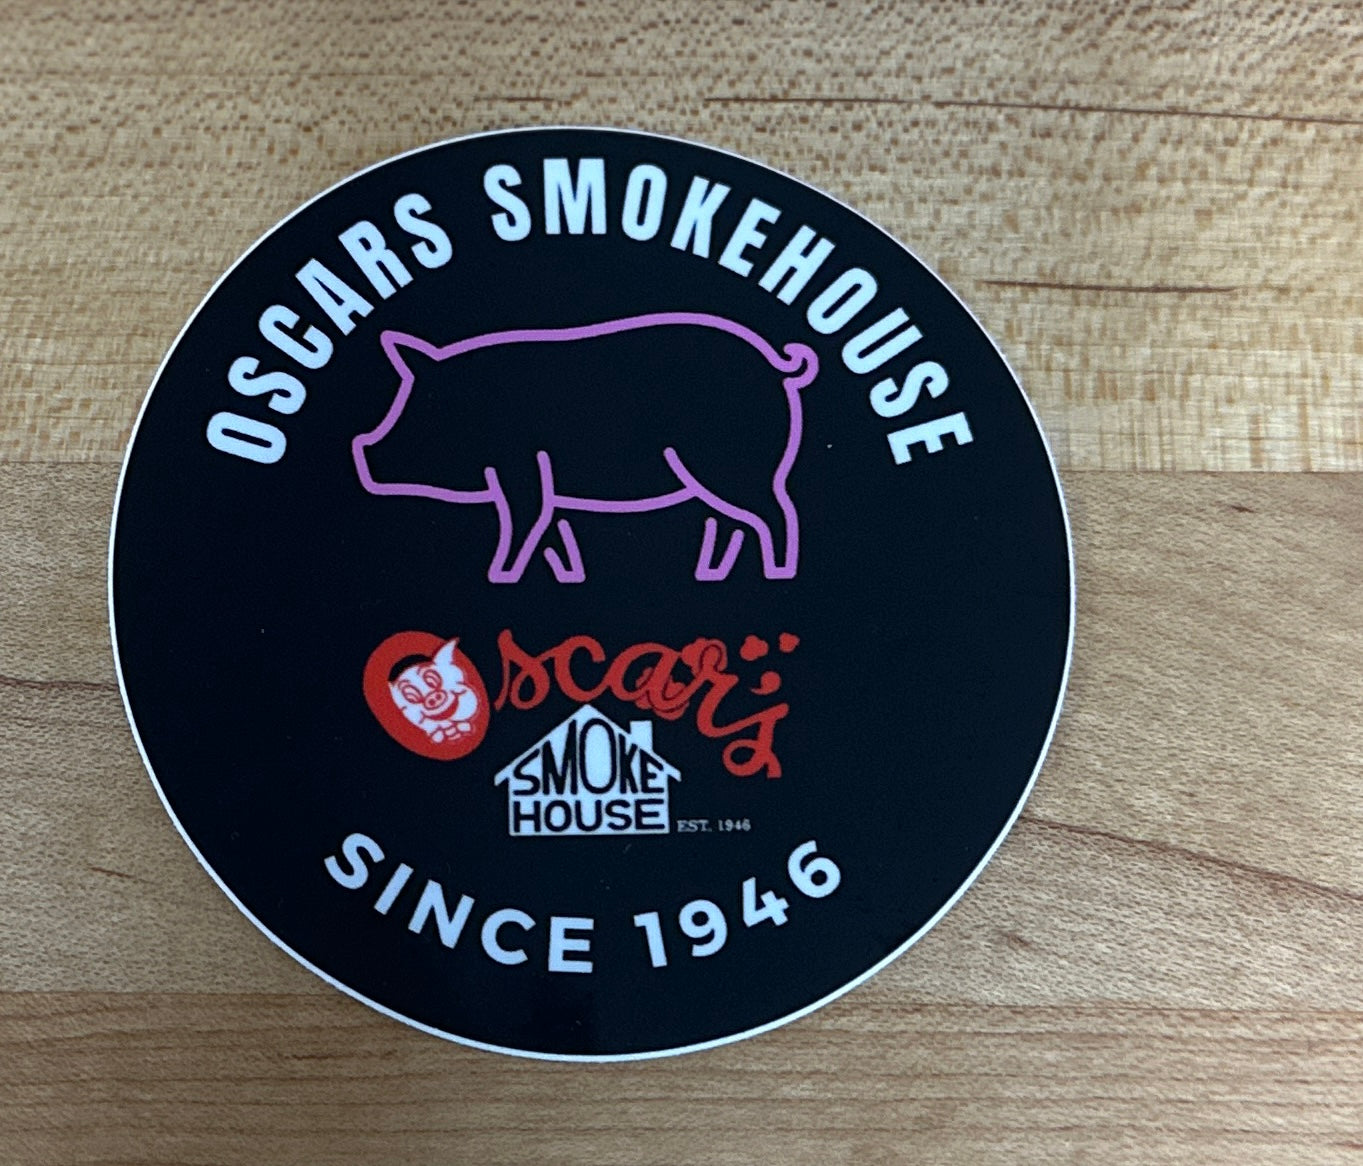 OSCARS SMOKEHOUSE
Oscar's
SMOKE
HOUSE
EST. 1946
SINCE 1946